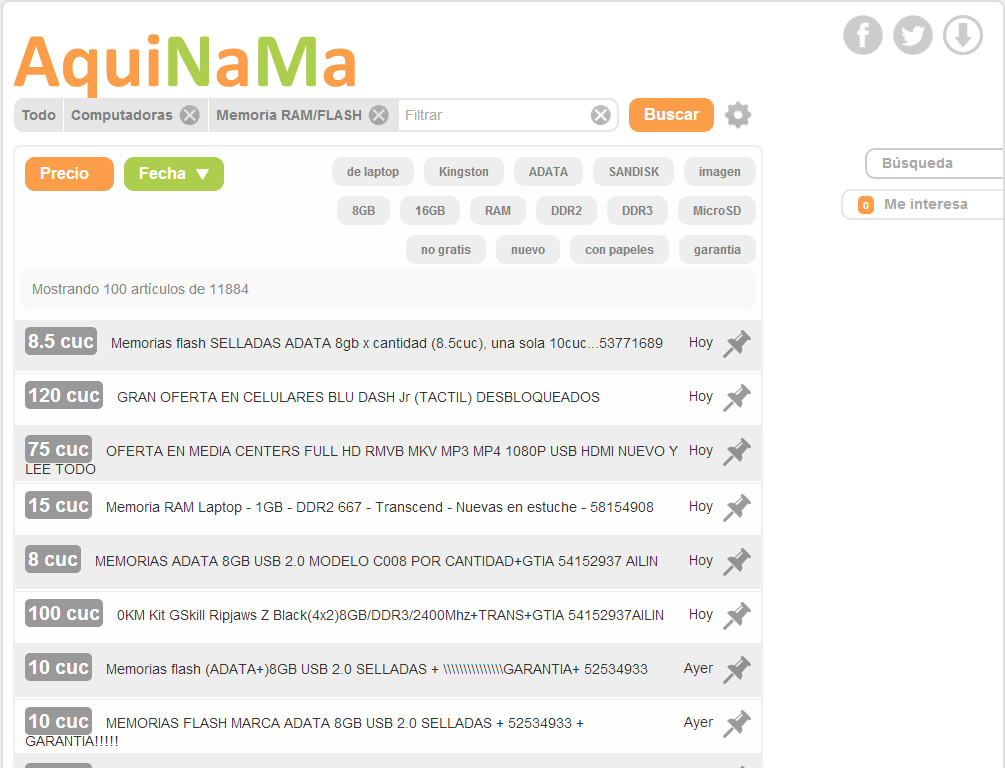 AquiNaMa
Todo Computadoras Memoria RAM/FLASH Filtrar Buscar
Búsqueda
0 Me interesa
Precio Fecha ▼
de laptop Kingston ADATA SANDISK imagen
8GB 16GB RAM DDR2 DDR3 MicroSD
no gratis nuevo con papeles garantia
Mostrando 100 artículos de 11884
8.5 cuc Memorias flash SELLADAS ADATA 8gb x cantidad (8.5cuc), una sola 10cuc...53771689 Hoy
120 cuc GRAN OFERTA EN CELULARES BLU DASH Jr (TACTIL) DESBLOQUEADOS Hoy
75 cuc OFERTA EN MEDIA CENTERS FULL HD RMVB MKV MP3 MP4 1080P USB HDMI NUEVO Y Hoy
LEE TODO
15 cuc Memoria RAM Laptop - 1GB - DDR2 667 - Transcend - Nuevas en estuche - 58154908 Hoy
8 cuc MEMORIAS ADATA 8GB USB 2.0 MODELO C008 POR CANTIDAD+GTIA 54152937 AILIN Hoy
100 cuc 0KM Kit GSkill Ripjaws Z Black(4x2)8GB/DDR3/2400Mhz+TRANS+GTIA 54152937AILIN Hoy
10 cuc Memorias flash (ADATA+)8GB USB 2.0 SELLADAS + \\\\\\\\\\\\\\\GARANTIA+ 52534933 Ayer
10 cuc MEMORIAS FLASH MARCA ADATA 8GB USB 2.0 SELLADAS + 52534933 + Ayer
GARANTIA!!!!!